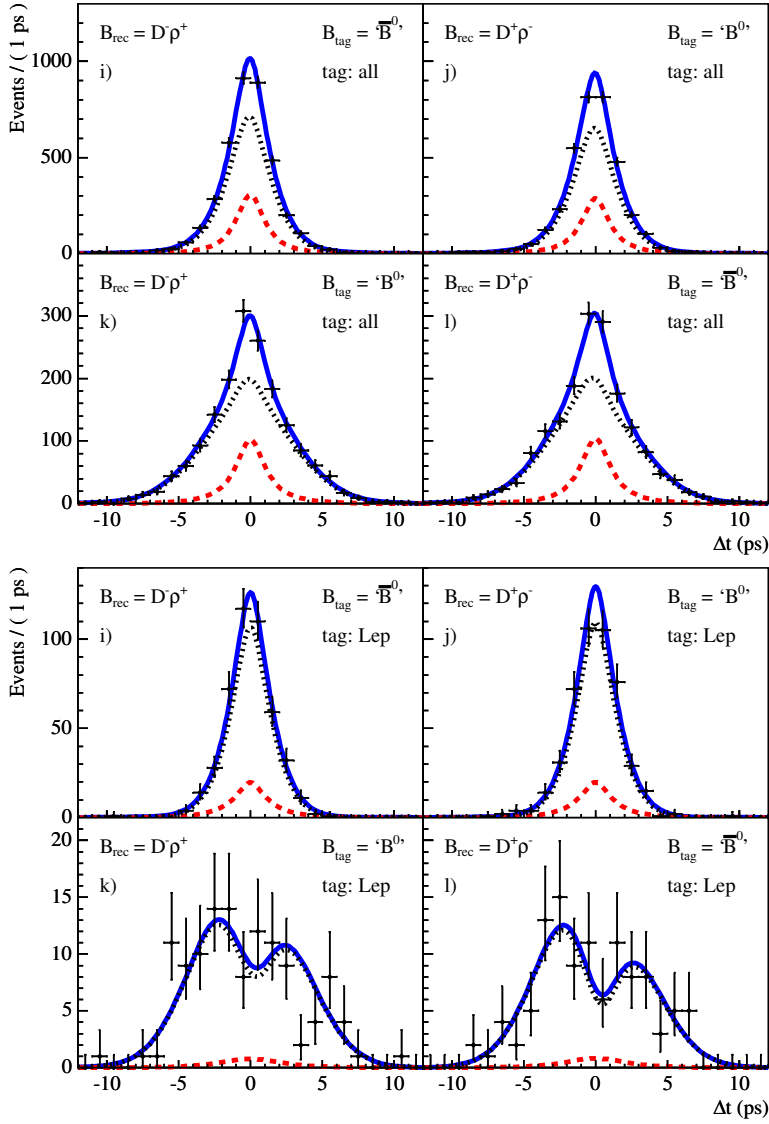 Events / ( 1 ps )
B_rec = D⁻ρ⁺ B_tag = ‘B̅⁰’
i) tag: all
B_rec = D⁺ρ⁻ B_tag = ‘B⁰’
j) tag: all
1000
500
0
B_rec = D⁻ρ⁺ B_tag = ‘B⁰’
k) tag: all
B_rec = D⁺ρ⁻ B_tag = ‘B̅⁰’
l) tag: all
300
200
100
0
-10 -5 0 5 10 -10 -5 0 5 10
Δt (ps)
Events / ( 1 ps )
B_rec = D⁻ρ⁺ B_tag = ‘B̅⁰’
i) tag: Lep
B_rec = D⁺ρ⁻ B_tag = ‘B⁰’
j) tag: Lep
100
50
0
B_rec = D⁻ρ⁺ B_tag = ‘B⁰’
k) tag: Lep
B_rec = D⁺ρ⁻ B_tag = ‘B̅⁰’
l) tag: Lep
20
15
10
5
0
-10 -5 0 5 10 -10 -5 0 5 10
Δt (ps)